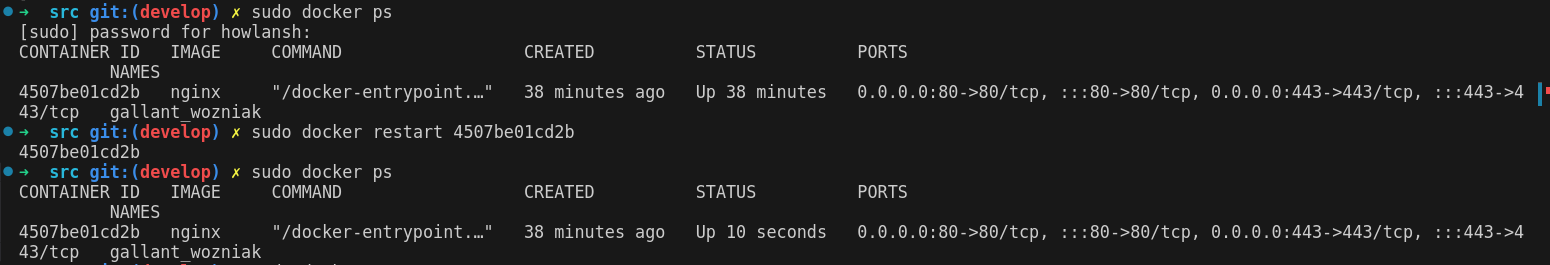 ➜  src git:(develop) ✗ sudo docker ps
[sudo] password for howlansh:
CONTAINER ID   IMAGE     COMMAND                  CREATED          STATUS          PORTS
         NAMES
4507be01cd2b   nginx     "/docker-entrypoint.…"   38 minutes ago   Up 38 minutes   0.0.0.0:80->80/tcp, :::80->80/tcp, 0.0.0.0:443->443/tcp, :::443->4
43/tcp   gallant_wozniak
➜  src git:(develop) ✗ sudo docker restart 4507be01cd2b
4507be01cd2b
➜  src git:(develop) ✗ sudo docker ps
CONTAINER ID   IMAGE     COMMAND                  CREATED          STATUS          PORTS
         NAMES
4507be01cd2b   nginx     "/docker-entrypoint.…"   38 minutes ago   Up 10 seconds   0.0.0.0:80->80/tcp, :::80->80/tcp, 0.0.0.0:443->443/tcp, :::443->4
43/tcp   gallant_wozniak